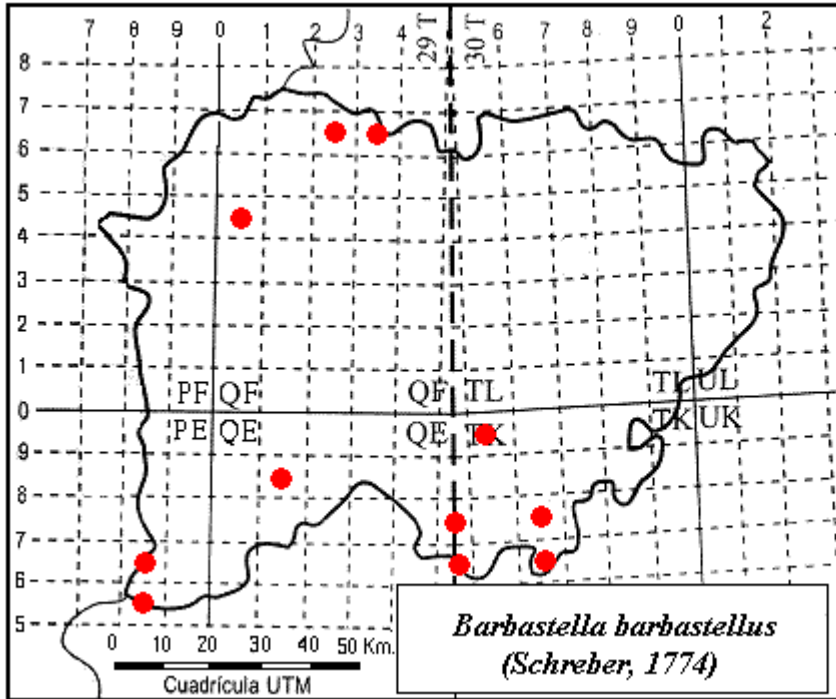 7 8 9 0 1 2 3 4 29 T 30 T 6 7 8 9 0 1 2
8
7
6
5
4
3
2
1
PF QF QF TL TL UL
0
PE QE QE TK TK UK
9
8
7
6
5
0 10 20 30 40 50 Km.
Cuadrícula UTM
Barbastella barbastellus
(Schreber, 1774)